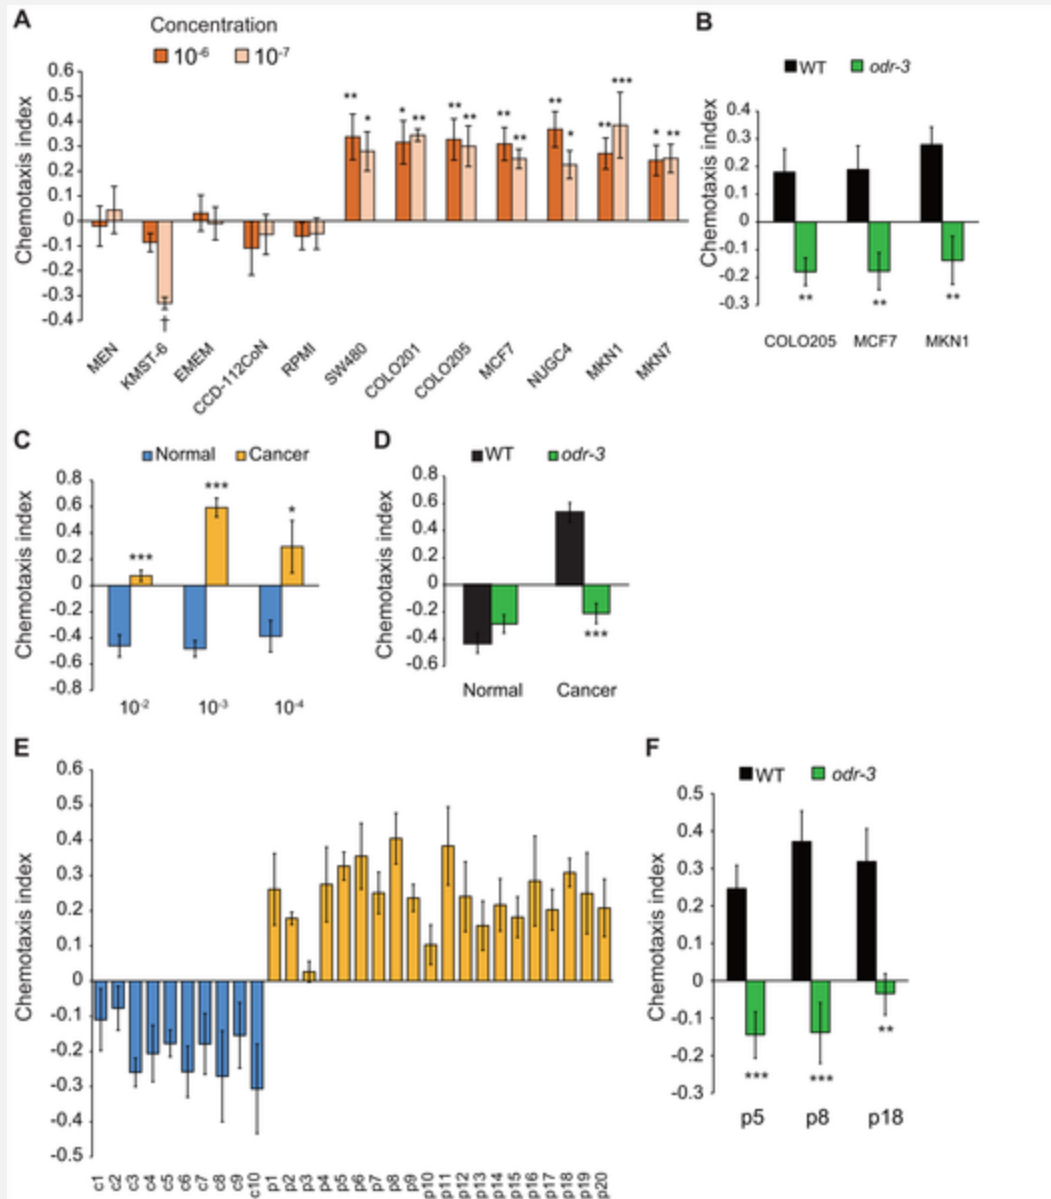 A
Concentration
10-6 10-7
Chemotaxis index
0.6
0.5
0.4
0.3
0.2
0.1
0
-0.1
-0.2
-0.3
-0.4
** * * ** ** ** ** ** ** * ** *** * **
†
MEN KMST-6 EMEM CCD-112CoN RPMI SW480 COLO201 COLO205 MCF7 NUGC4 MKN1 MKN7
B
WT odr-3
Chemotaxis index
0.4
0.3
0.2
0.1
0
-0.1
-0.2
-0.3
** ** **
COLO205 MCF7 MKN1
C
Normal Cancer
Chemotaxis index
0.8
0.6
0.4
0.2
0
-0.2
-0.4
-0.6
-0.8
*** *** *
10-2 10-3 10-4
D
WT odr-3
Chemotaxis index
0.8
0.6
0.4
0.2
0
-0.2
-0.4
-0.6
***
Normal Cancer
E
Chemotaxis index
0.6
0.5
0.4
0.3
0.2
0.1
0
-0.1
-0.2
-0.3
-0.4
-0.5
c1 c2 c3 c4 c5 c6 c7 c8 c9 c10 p1 p2 p3 p4 p5 p6 p7 p8 p9 p10 p11 p12 p13 p14 p15 p16 p17 p18 p19 p20
F
WT odr-3
Chemotaxis index
0.5
0.4
0.3
0.2
0.1
0
-0.1
-0.2
-0.3
*** *** **
p5 p8 p18